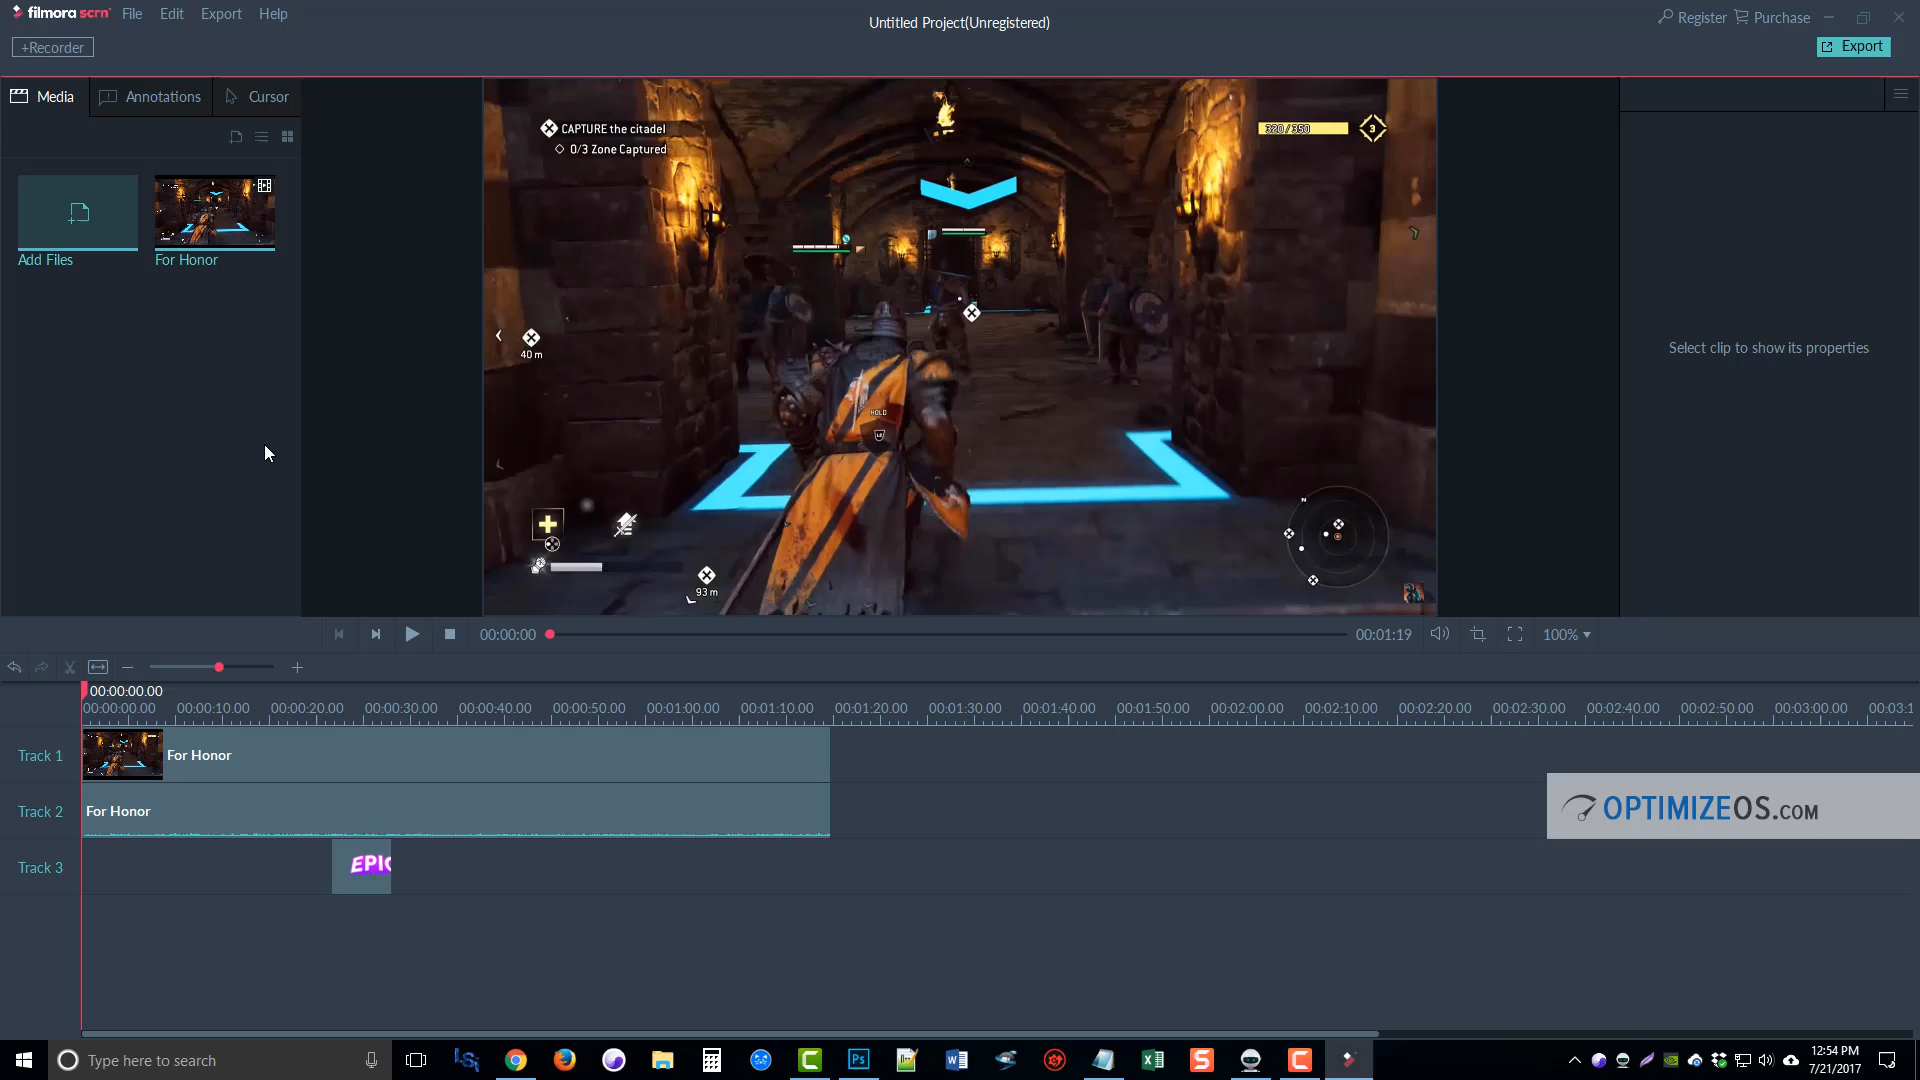 filmora scrn
File
Edit
Export
Help
Untitled Project(Unregistered)
Register
Purchase
+Recorder
Export
Media
Annotations
Cursor
Add Files
For Honor
CAPTURE the citadel
0/3 Zone Captured
320 / 350
3
40 m
HOLD
N
93 m
Select clip to show its properties
00:00:00
00:01:19
100%
00:00:00.00
00:00:00.00
00:00:10.00
00:00:20.00
00:00:30.00
00:00:40.00
00:00:50.00
00:01:00.00
00:01:10.00
00:01:20.00
00:01:30.00
00:01:40.00
00:01:50.00
00:02:00.00
00:02:10.00
00:02:20.00
00:02:30.00
00:02:40.00
00:02:50.00
00:03:00.00
00:03:1
Track 1
For Honor
Track 2
For Honor
OPTIMIZEOS.COM
Track 3
EPIC
Type here to search
12:54 PM
7/21/2017